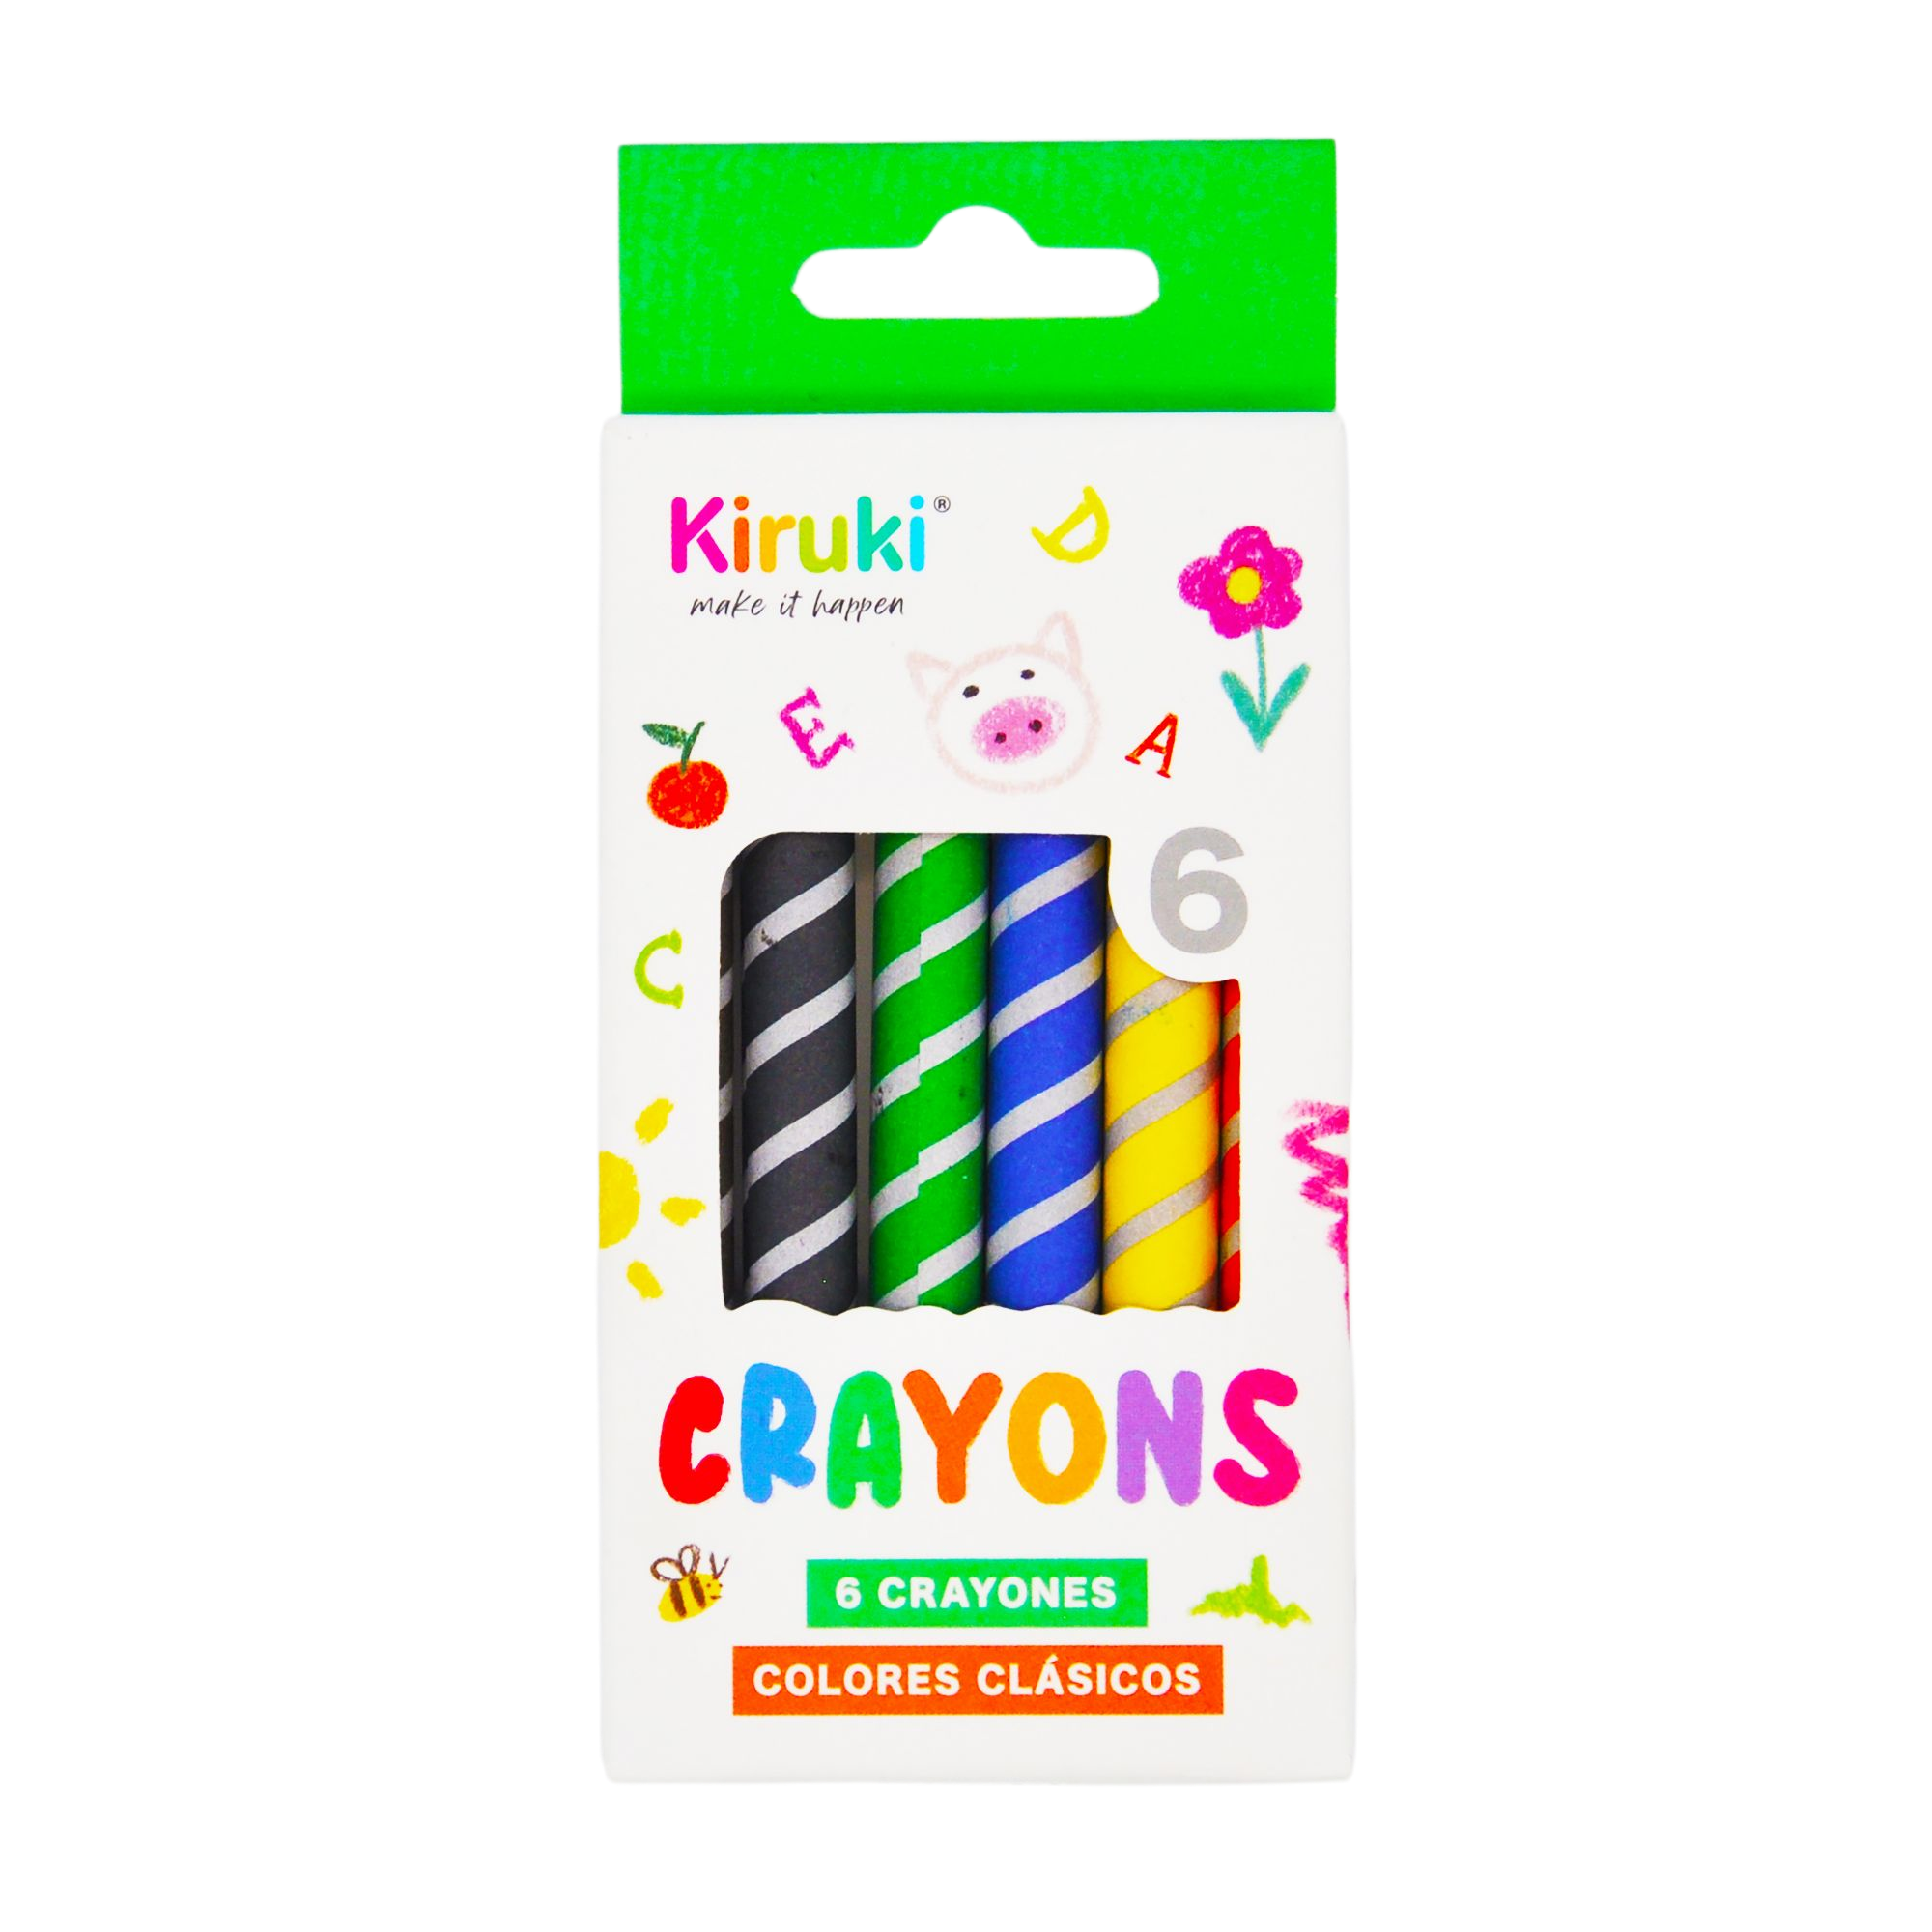 Kiruki®
make it happen
D
E
A
6
C
CRAYONS
6 CRAYONES
COLORES CLÁSICOS